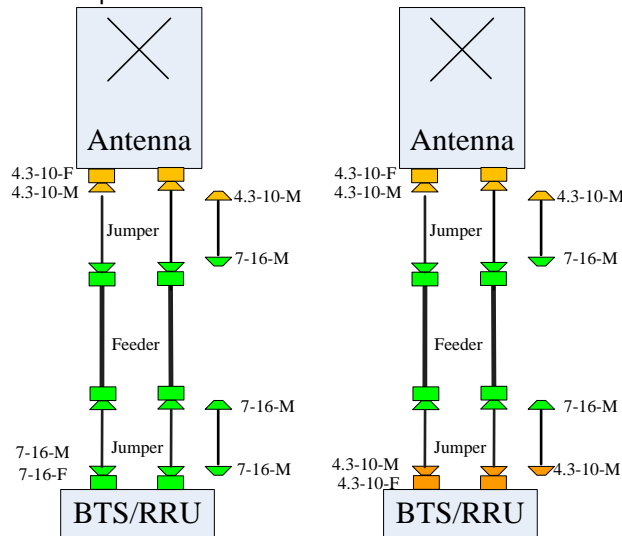 Antenna
4.3-10-F
4.3-10-M
4.3-10-M
Jumper
7-16-M
Feeder
7-16-M
Jumper
7-16-M
7-16-F
7-16-M
BTS/RRU
Antenna
4.3-10-F
4.3-10-M
4.3-10-M
Jumper
7-16-M
Feeder
7-16-M
Jumper
4.3-10-M
4.3-10-F
4.3-10-M
BTS/RRU